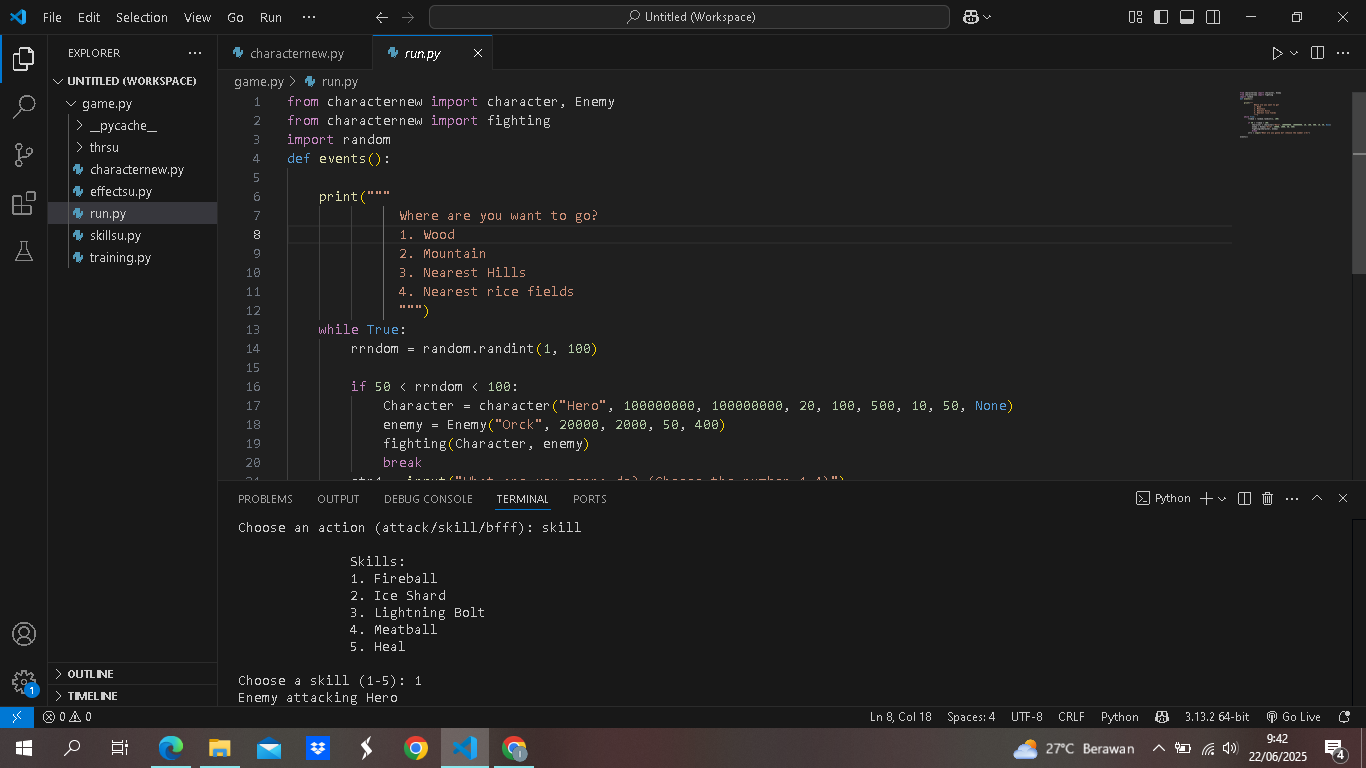 File Edit Selection View Go Run ··· Untitled (Workspace)
EXPLORER ···
UNTITLED (WORKSPACE)
game.py
__pycache__
thrsu
characternew.py
effectsu.py
run.py
skillsu.py
training.py
OUTLINE
TIMELINE
1
characternew.py run.py
game.py > run.py
1 from characternew import character, Enemy
2 from characternew import fighting
3 import random
4 def events():
5
6 print("""
7 Where are you want to go?
8 1. Wood
9 2. Mountain
10 3. Nearest Hills
11 4. Nearest rice fields
12 """)
13 while True:
14 rrndom = random.randint(1, 100)
15
16 if 50 < rrndom < 100:
17 Character = character("Hero", 100000000, 100000000, 20, 100, 500, 10, 50, None)
18 enemy = Enemy("Orck", 20000, 2000, 50, 400)
19 fighting(Character, enemy)
20 break
PROBLEMS OUTPUT DEBUG CONSOLE TERMINAL PORTS Python
Choose an action (attack/skill/bfff): skill
Skills:
1. Fireball
2. Ice Shard
3. Lightning Bolt
4. Meatball
5. Heal
Choose a skill (1-5): 1
Enemy attacking Hero
0 0 Ln 8, Col 18 Spaces: 4 UTF-8 CRLF Python 3.13.2 64-bit Go Live
27°C Berawan 9:42
22/06/2025
4